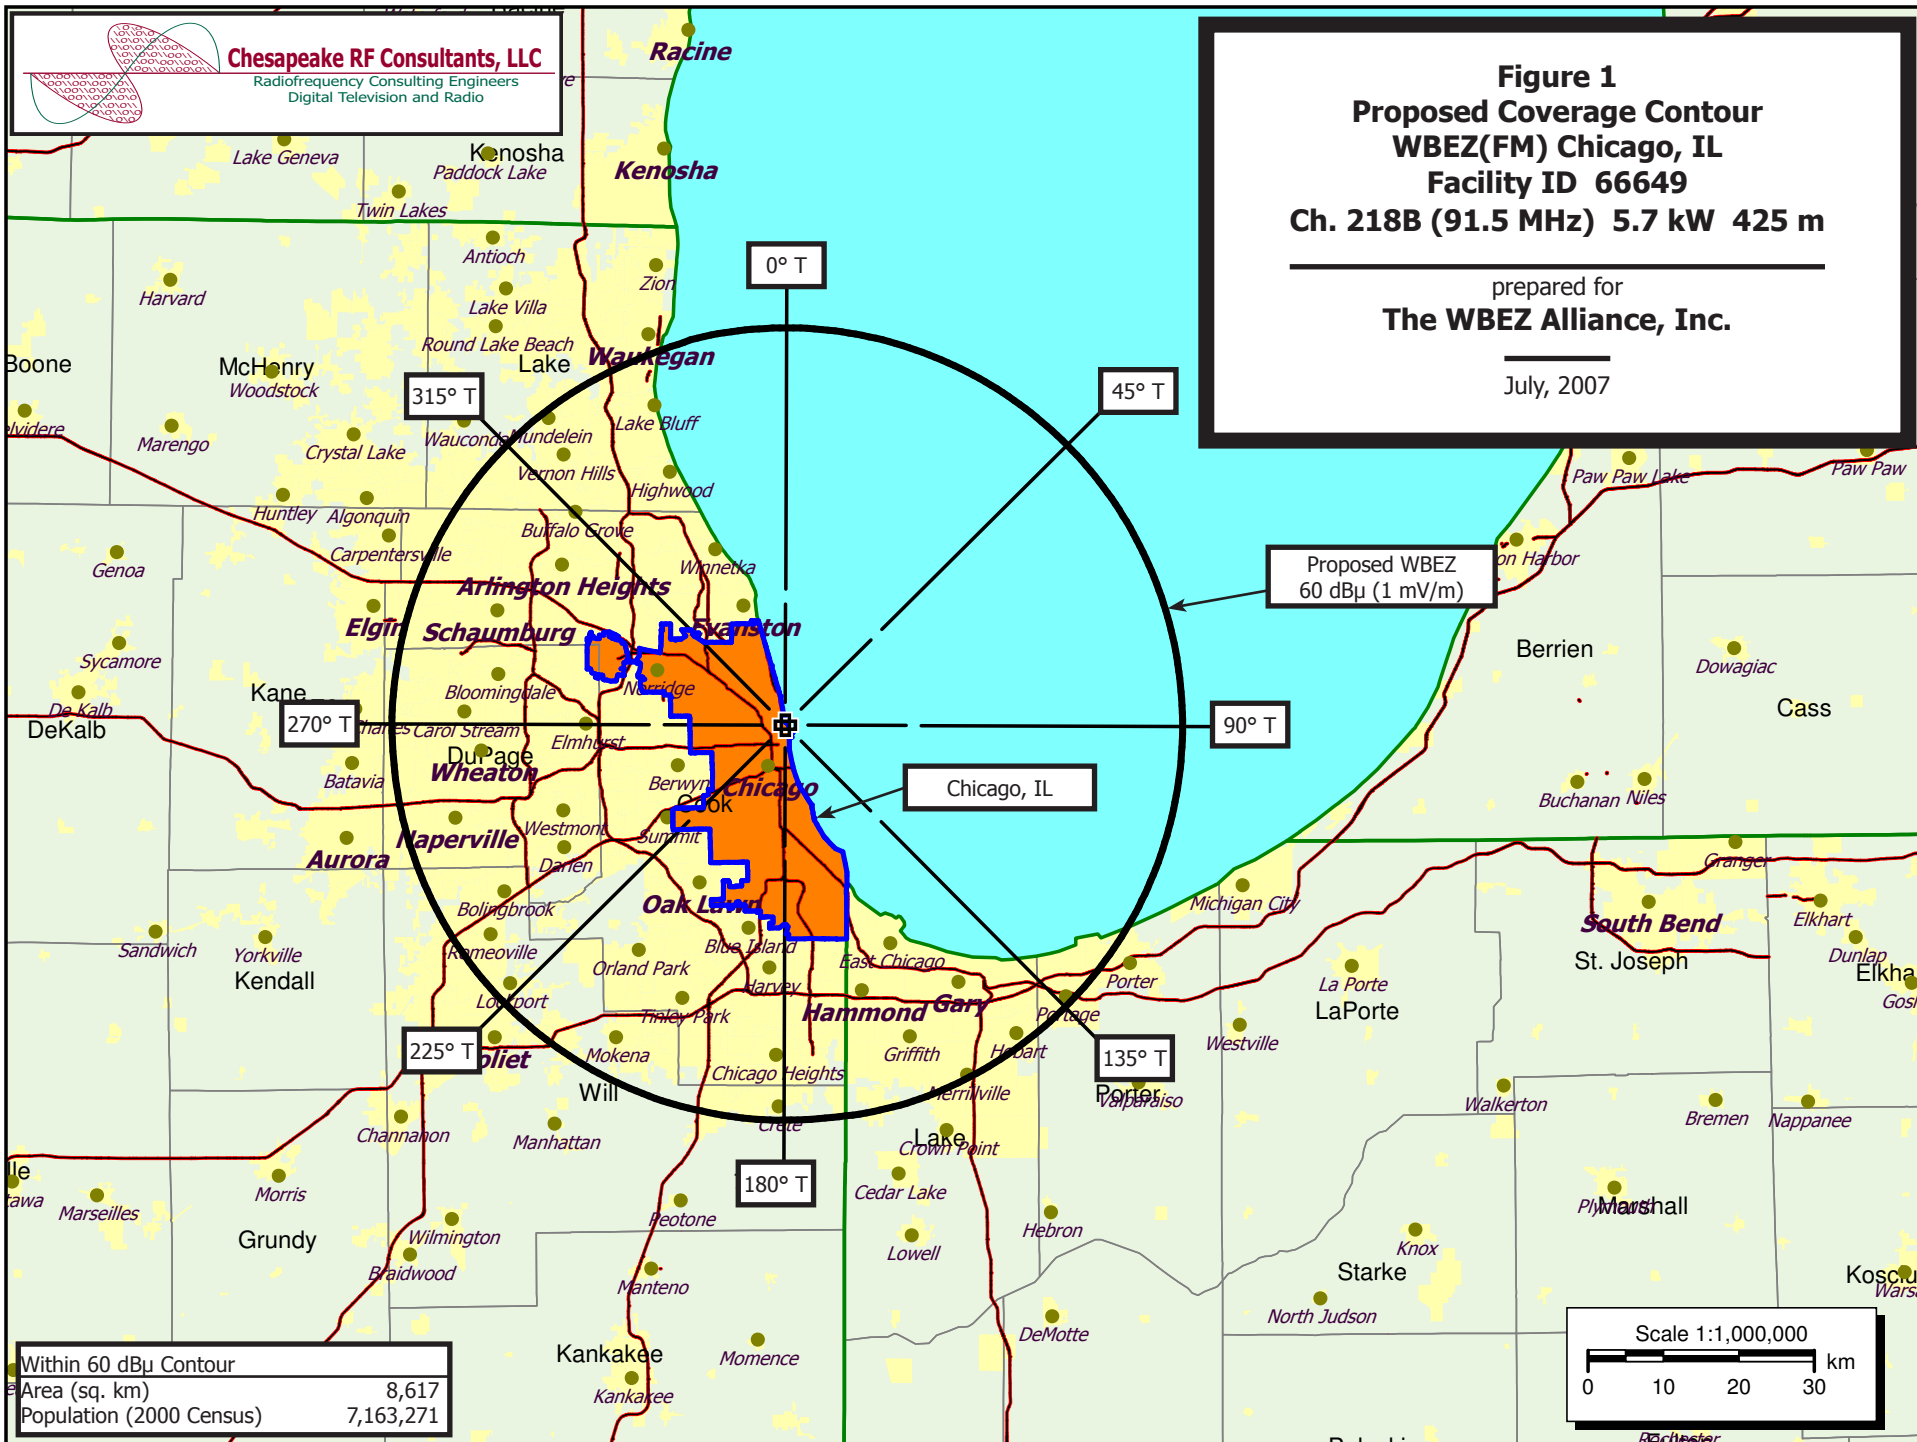 Chesapeake RF Consultants, LLC
Radiofrequency Consulting Engineers
Digital Television and Radio
Figure 1
Proposed Coverage Contour
WBEZ(FM) Chicago, IL
Facility ID 66649
Ch. 218B (91.5 MHz) 5.7 kW 425 m
prepared for
The WBEZ Alliance, Inc.
July, 2007
Racine
Lake Geneva
Kenosha
Paddock Lake
Kenosha
Twin Lakes
Antioch
Zion
0° T
Harvard
Lake Villa
Round Lake Beach
Waukegan
Boone
McHenry
Woodstock
Lake
315° T
45° T
Marengo
Crystal Lake
Wauconda
Mundelein
Lake Bluff
Vernon Hills
Highwood
Paw Paw Lake
Paw Paw
Huntley
Algonquin
Buffalo Grove
Carpentersville
Genoa
Winnetka
Arlington Heights
Proposed WBEZ
60 dBµ (1 mV/m)
on Harbor
Elgin
Schaumburg
Evanston
Sycamore
Berrien
Dowagiac
Kane
Bloomingdale
Norridge
De Kalb
DeKalb
270° T
Carol Stream
Elmhurst
90° T
Cass
DuPage
Batavia
Wheaton
Berwyn
Chicago
Chicago, IL
Buchanan
Niles
Cook
Naperville
Westmont
Summit
Aurora
Darien
Granger
Bolingbrook
Oak Lawn
Michigan City
South Bend
Elkhart
Sandwich
Yorkville
Romeoville
Blue Island
Dunlap
Kendall
Orland Park
East Chicago
Porter
La Porte
St. Joseph
Elkha
Lockport
Harvey
Tinley Park
Hammond
Gary
Portage
LaPorte
225° T
oliet
Mokena
Griffith
Hobart
135° T
Westville
Chicago Heights
Will
Merrillville
Porter
Valparaiso
Walkerton
Bremen
Nappanee
Channahon
Manhattan
Crete
Lake
Crown Point
180° T
Marseilles
Morris
Cedar Lake
Plymouth
Marshall
Peotone
Hebron
Grundy
Wilmington
Lowell
Knox
Braidwood
Manteno
Starke
North Judson
DeMotte
Kankakee
Momence
Kankakee
Within 60 dBµ Contour
Area (sq. km) 8,617
Population (2000 Census) 7,163,271
Scale 1:1,000,000
km
0 10 20 30